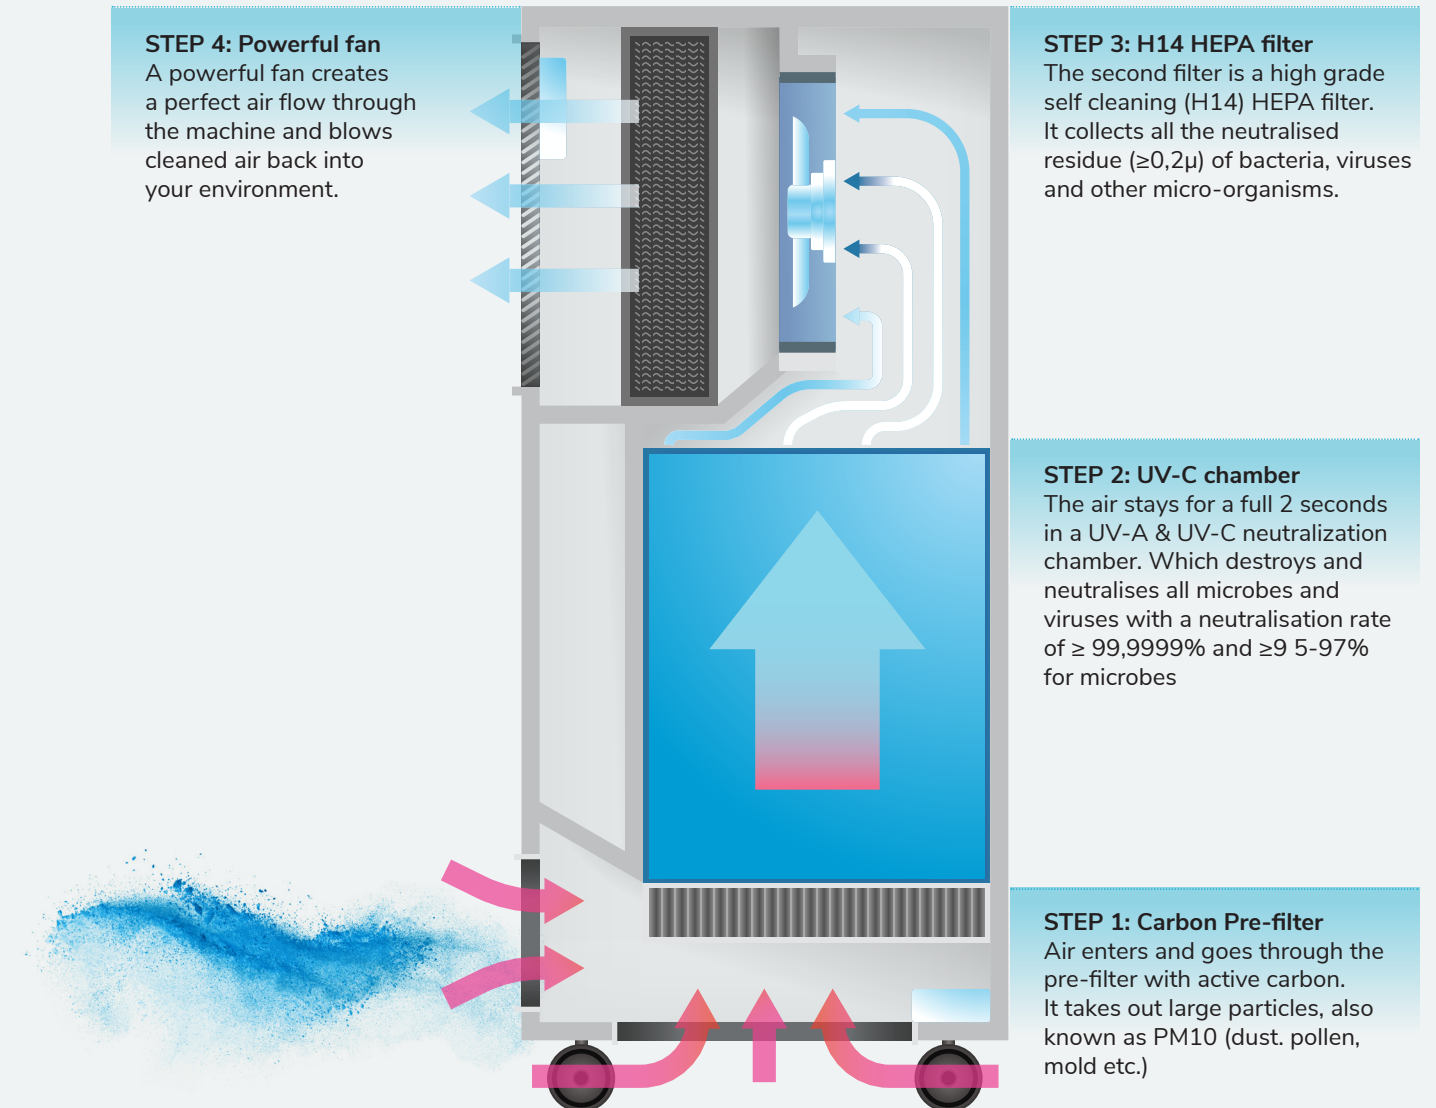 STEP 4: Powerful fan
A powerful fan creates
a perfect air flow through
the machine and blows
cleaned air back into
your environment.
STEP 3: H14 HEPA filter
The second filter is a high grade
self cleaning (H14) HEPA filter.
It collects all the neutralised
residue (≥0,2µ) of bacteria, viruses
and other micro-organisms.
STEP 2: UV-C chamber
The air stays for a full 2 seconds
in a UV-A & UV-C neutralization
chamber. Which destroys and
neutralises all microbes and
viruses with a neutralisation rate
of ≥ 99,9999% and ≥9 5-97%
for microbes
STEP 1: Carbon Pre-filter
Air enters and goes through the
pre-filter with active carbon.
It takes out large particles, also
known as PM10 (dust. pollen,
mold etc.)